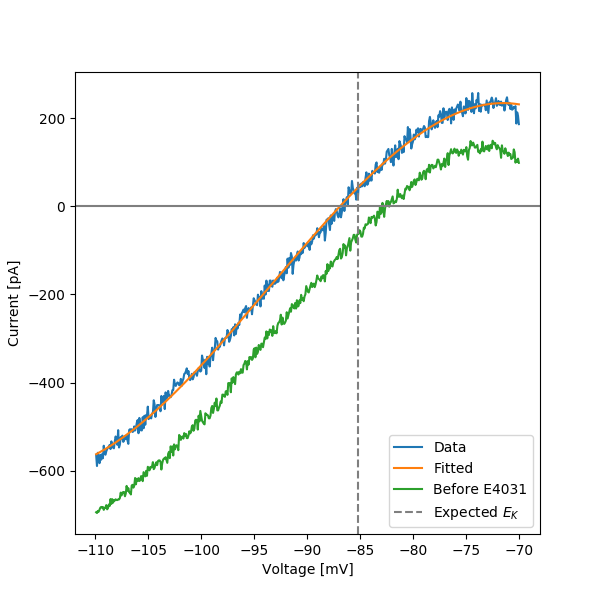 200
0
−200
−400
−600
Current [pA]
−110 −105 −100 −95 −90 −85 −80 −75 −70
Voltage [mV]
Data
Fitted
Before E4031
Expected E_K